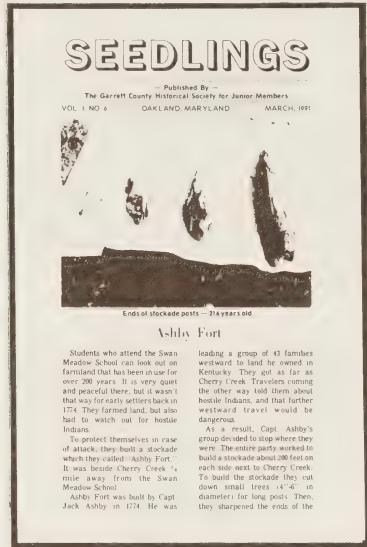 SEEDLINGS
— Published By —
The Garrett County Historical Society for Junior Members
VOL. 1 NO 6 OAKLAND, MARYLAND MARCH, 1991
Ends of stockade posts — 216 years old
Ashby Fort
Students who attend the Swan
Meadow School can look out on
farmland that has been in use for
over 200 years. It is very quiet
and peaceful there, but it wasn't
that way for early settlers back in
1774. They farmed land, but also
had to watch out for hostile
Indians.
To protect themselves in case
of attack, they built a stockade
which they called "Ashby Fort."
It was beside Cherry Creek
mile away from the Swan
Meadow School
Ashby Fort was built by Capt
Jack Ashby in 1774. He was
leading a group of 43 families
westward to land he owned in
Kentucky. They got as far as
Cherry Creek. Travelers coming
the other way told them about
hostile Indians, and that further
westward travel would be
dangerous.
As a result, Capt. Ashby's
group decided to stop where they
were. The entire party worked to
build a stockade about 200 feet on
each side next to Cherry Creek.
To build the stockade they cut
down small trees (4"-6" in
diameter) for long posts. Then,
they sharpened the ends of the